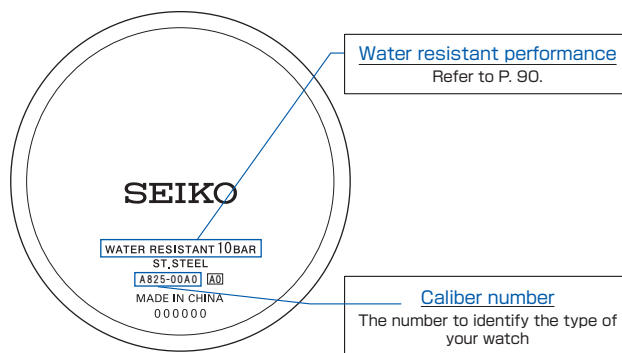 Water resistant performance
Refer to P. 90.
SEIKO
WATER RESISTANT 10BAR
ST.STEEL
A825-00A0 A0
MADE IN CHINA
000000
Caliber number
The number to identify the type of
your watch